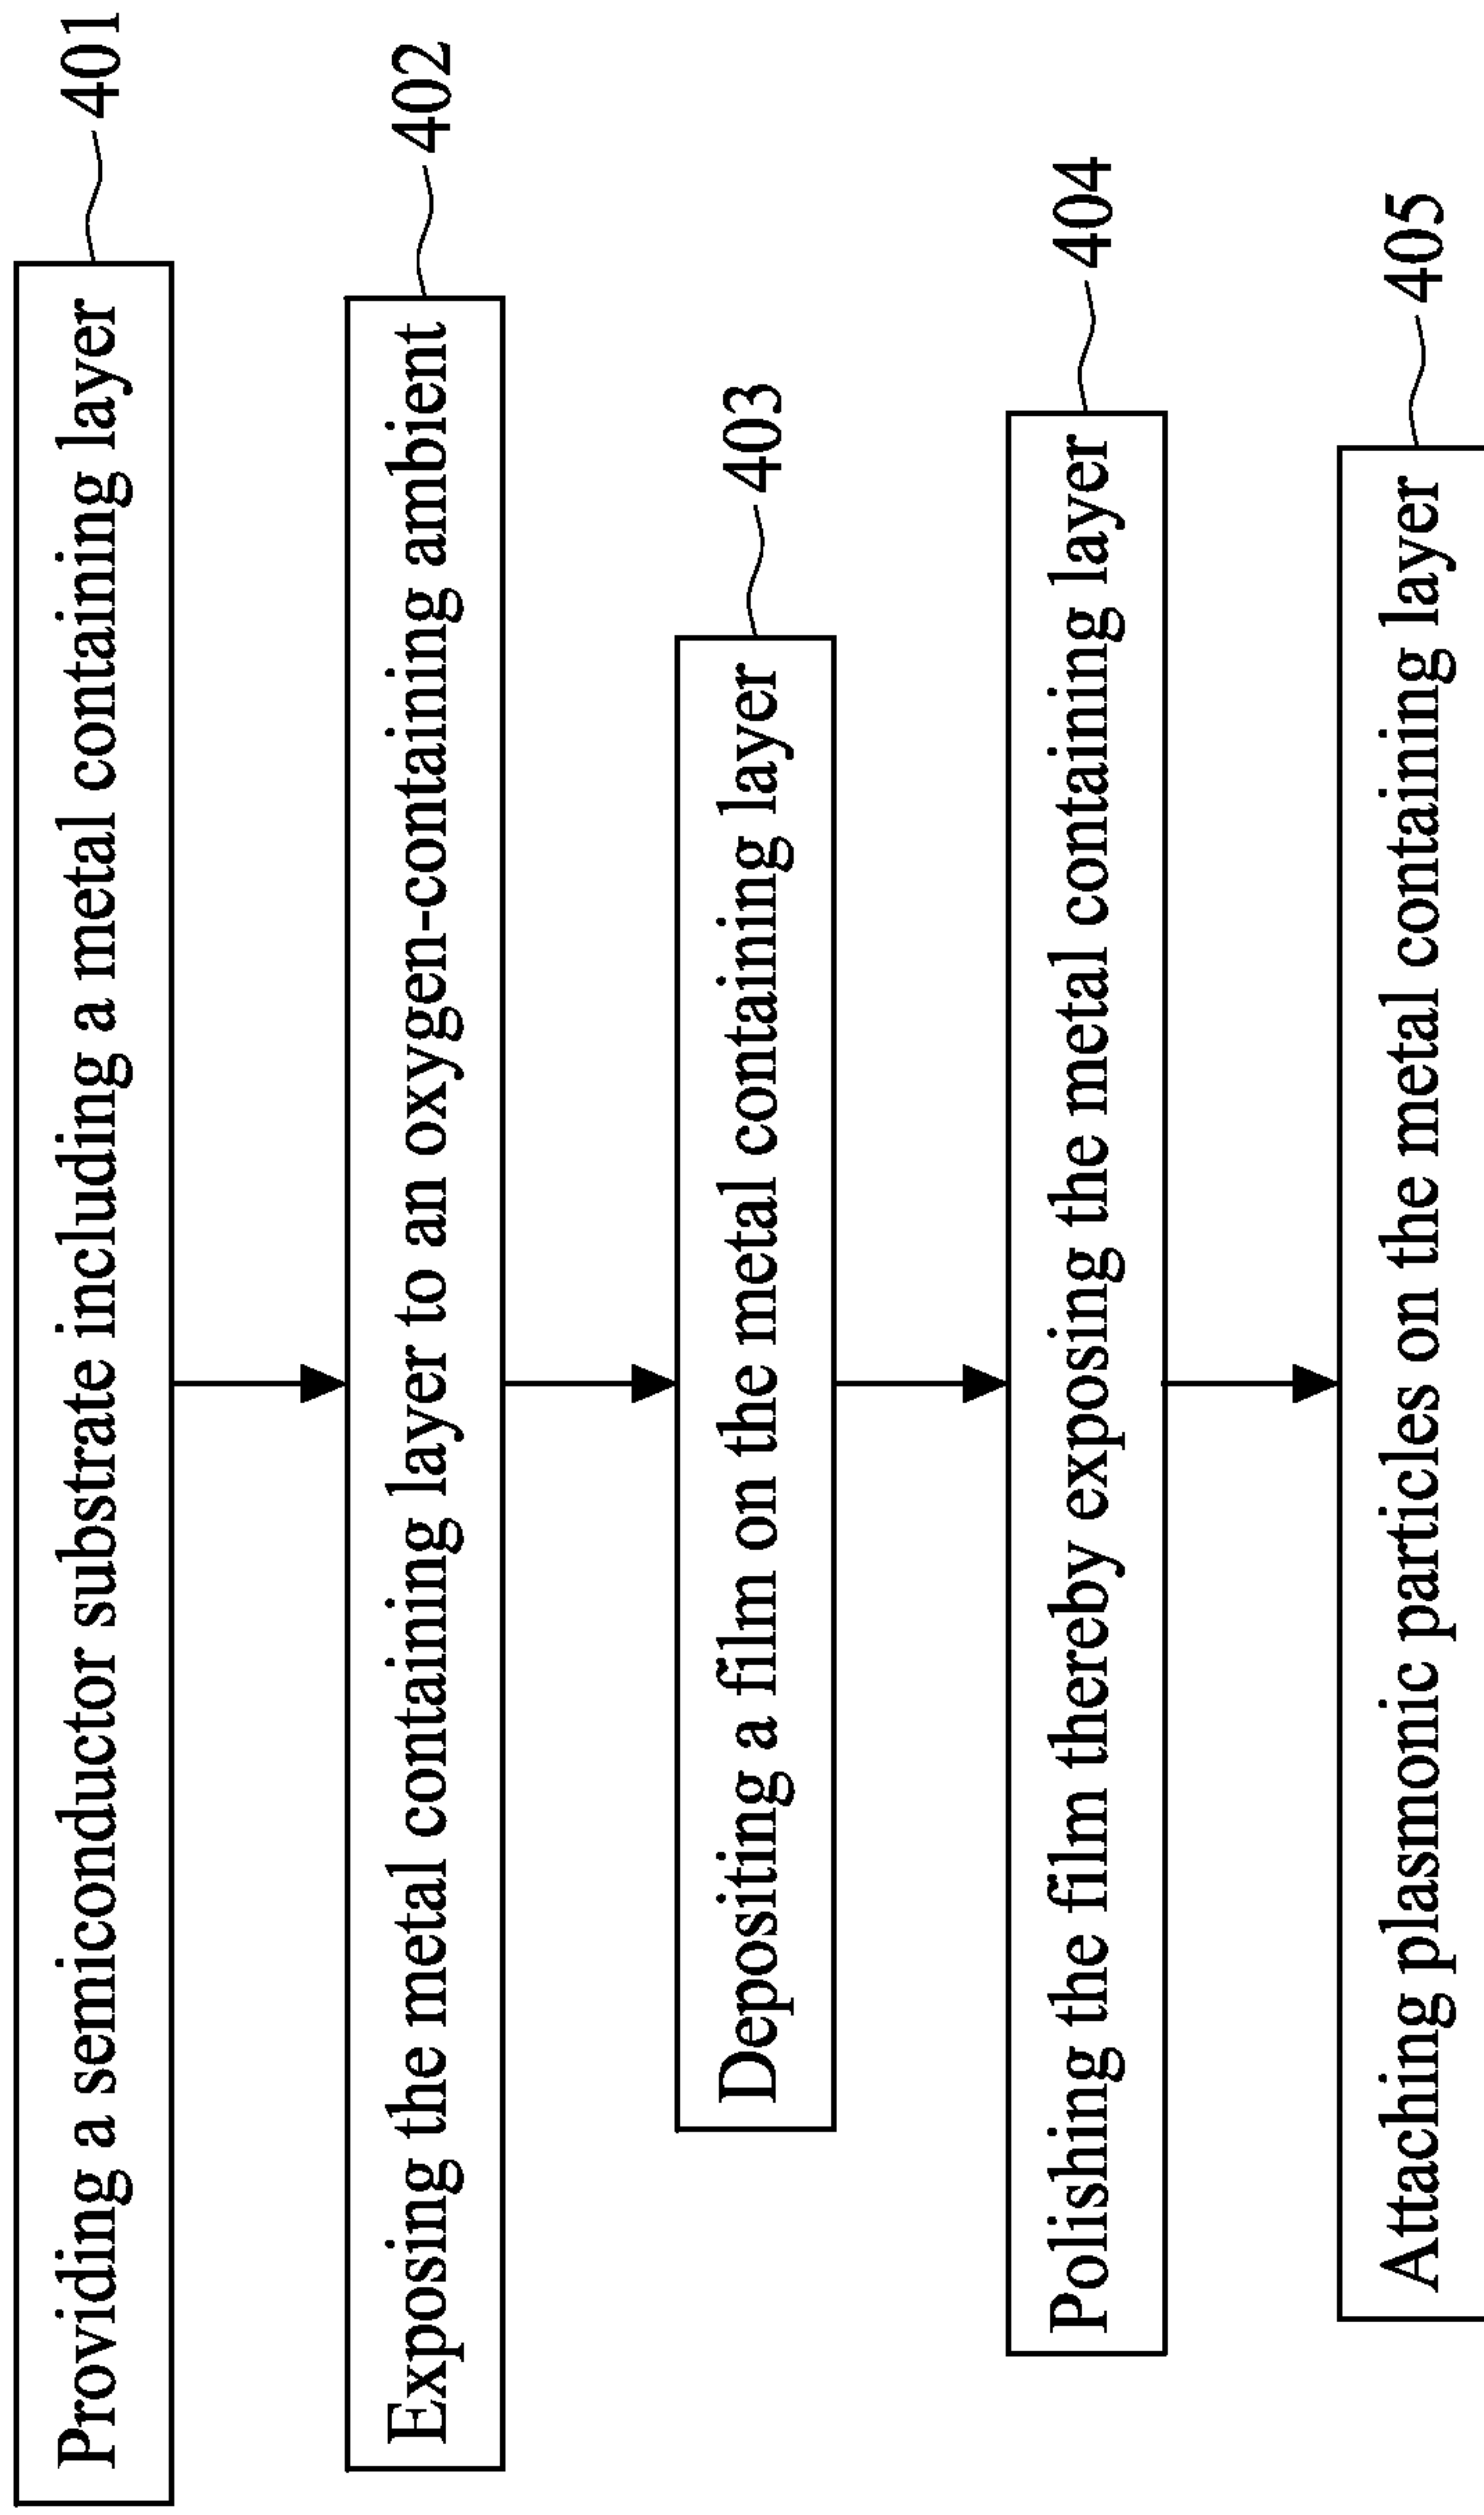 Providing a semiconductor substrate including a metal containing layer
401
Exposing the metal containing layer to an oxygen-containing ambient
402
Depositing a film on the metal containing layer
403
Polishing the film thereby exposing the metal containing layer
404
Attaching plasmonic particles on the metal containing layer
405